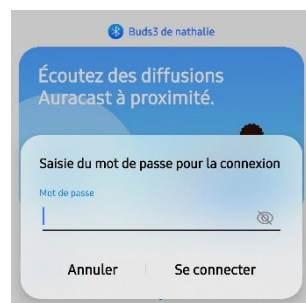 Buds3 de nathalie
Écoutez des diffusions
Auracast à proximité.
Saisie du mot de passe pour la connexion
Mot de passe
Annuler
Se connecter